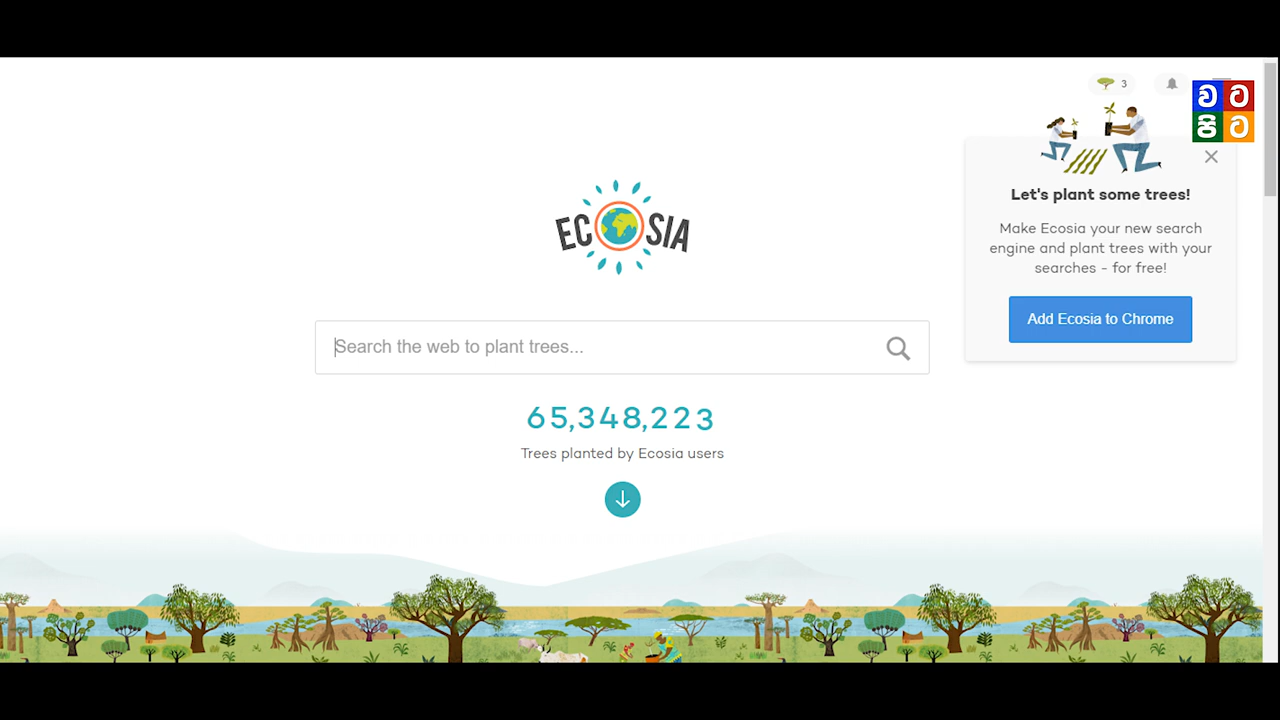 3
ECOSIA
Let's plant some trees!
Make Ecosia your new search
engine and plant trees with your
searches - for free!
Add Ecosia to Chrome
Search the web to plant trees...
65,348,223
Trees planted by Ecosia users